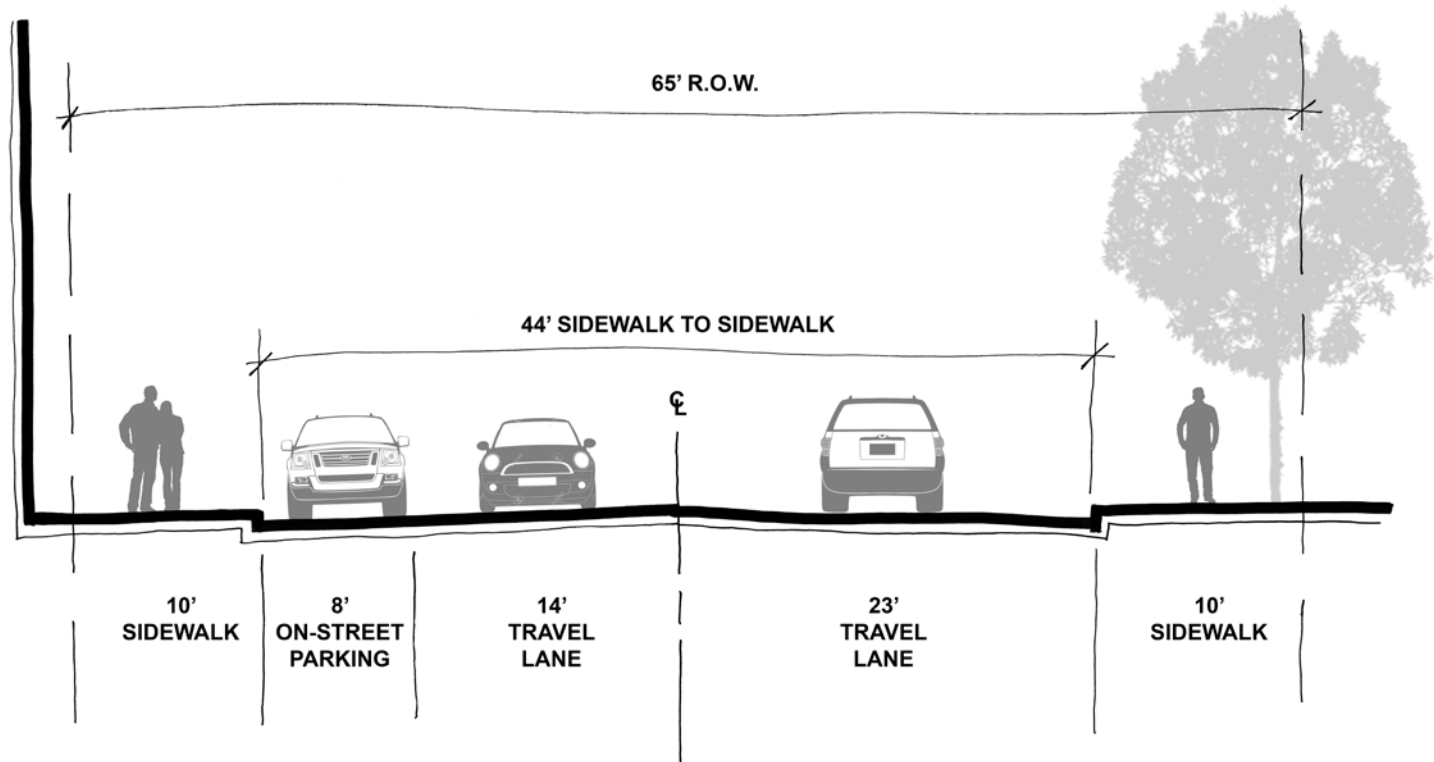 65’ R.O.W.
44’ SIDEWALK TO SIDEWALK
℄
10’
SIDEWALK
8’
ON-STREET
PARKING
14’
TRAVEL
LANE
23’
TRAVEL
LANE
10’
SIDEWALK